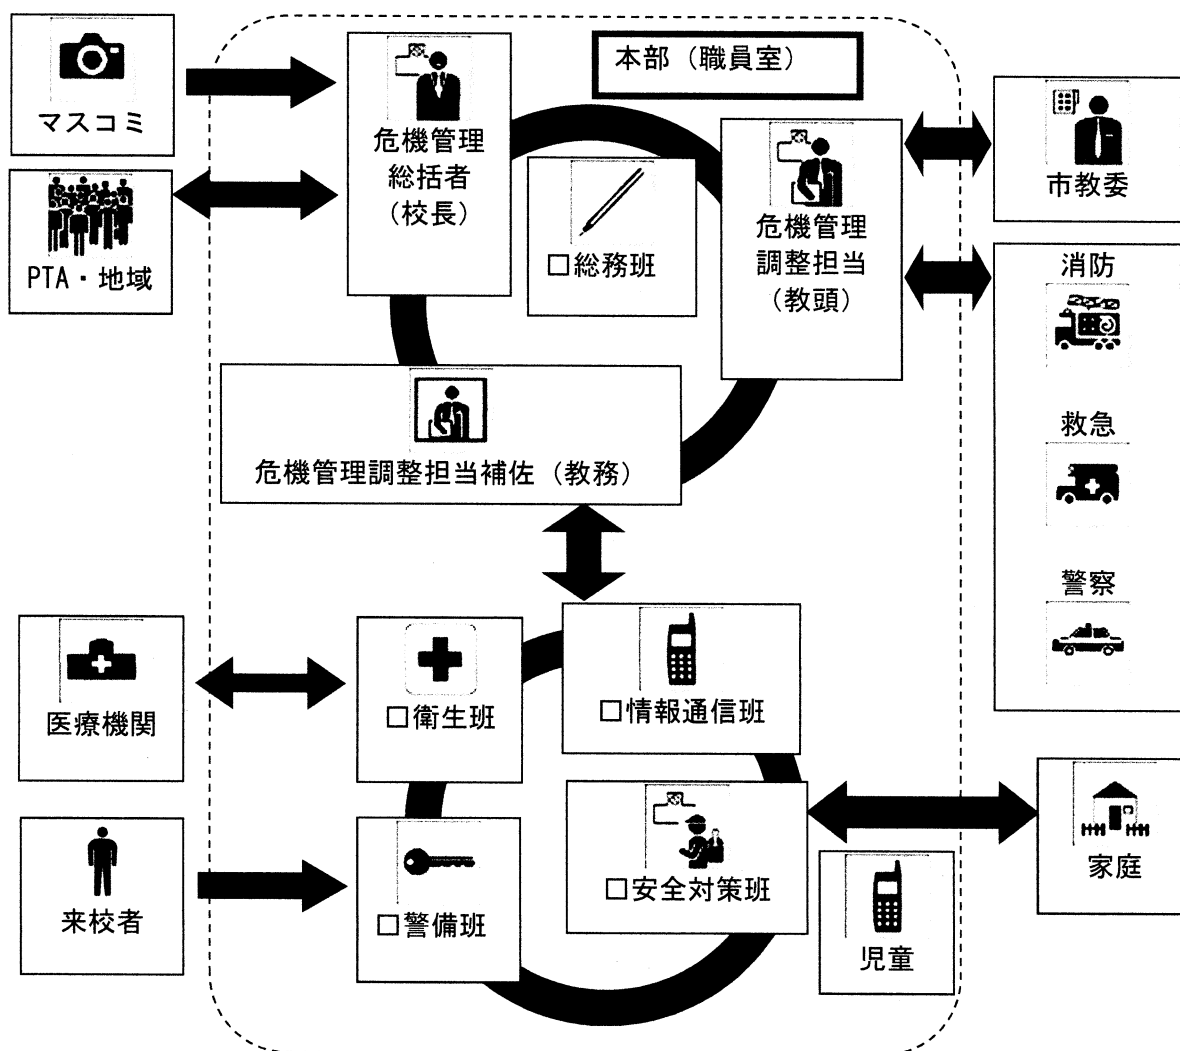 本部（職員室）
マスコミ
危機管理
総括者
（校長）
PTA・地域
□総務班
危機管理
調整担当
（教頭）
市教委
消防
救急
警察
危機管理調整担当補佐（教務）
医療機関
□衛生班
□情報通信班
来校者
□警備班
□安全対策班
児童
家庭